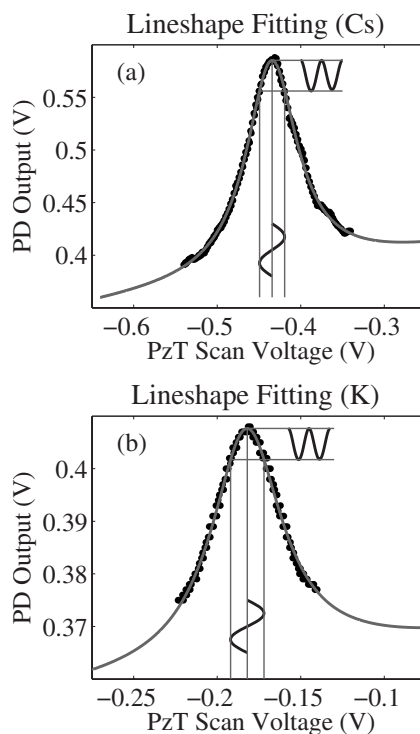 Lineshape Fitting (Cs)
(a)
0.55
0.5
0.45
0.4
PD Output (V)
−0.6 −0.5 −0.4 −0.3
PzT Scan Voltage (V)
Lineshape Fitting (K)
(b)
0.4
0.39
0.38
0.37
PD Output (V)
−0.25 −0.2 −0.15 −0.1
PzT Scan Voltage (V)